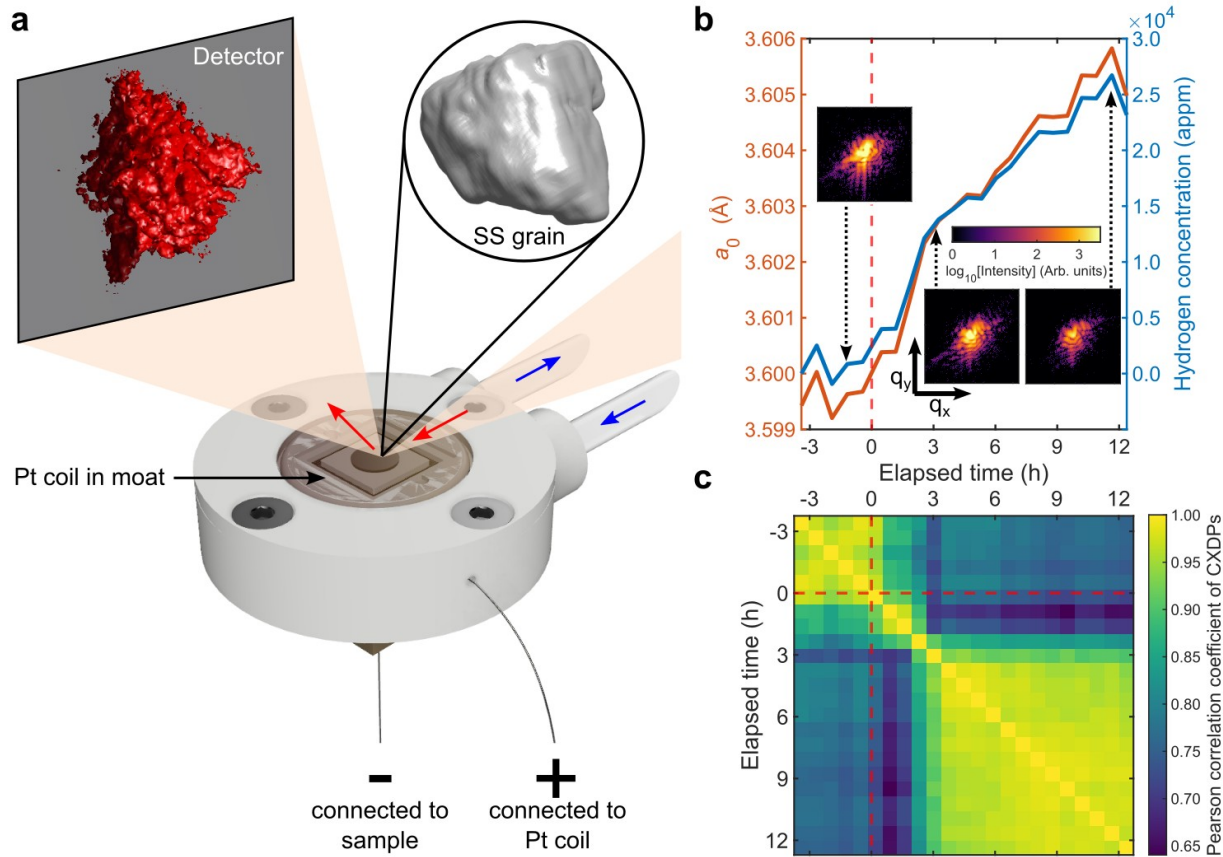 a
Detector
SS grain
Pt coil in moat
-
connected to
sample
+
connected to
Pt coil
b
×10⁴
3.606
3.605
3.604
3.603
3.602
3.601
3.600
3.599
a₀ (Å)
3.0
2.5
2.0
1.5
1.0
0.5
0.0
Hydrogen concentration (appm)
0 1 2 3
log₁₀[Intensity] (Arb. units)
q_y
q_x
-3 0 3 6 9 12
Elapsed time (h)
c
-3 0 3 6 9 12
-3
0
3
6
9
12
Elapsed time (h)
1.00
0.95
0.90
0.85
0.80
0.75
0.70
0.65
Pearson correlation coefficient of CXDPs